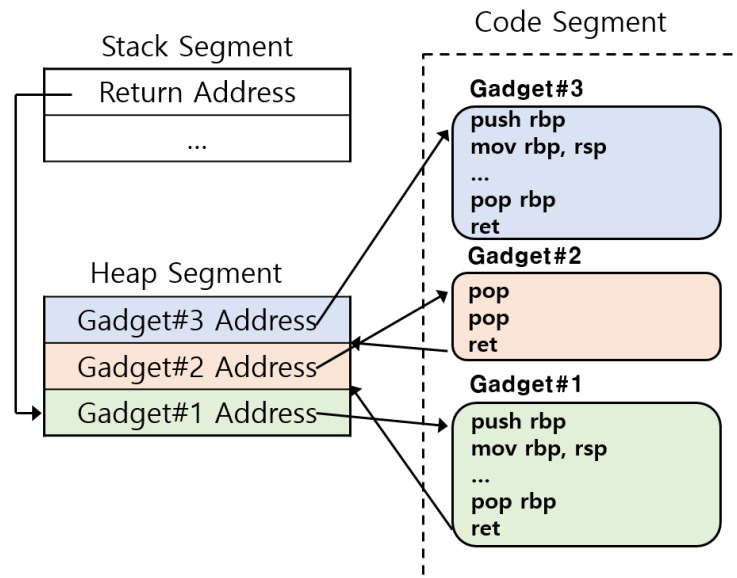 Code Segment
Stack Segment
Return Address
...
Heap Segment
Gadget#3 Address
Gadget#2 Address
Gadget#1 Address
Gadget#3
push rbp
mov rbp, rsp
...
pop rbp
ret
Gadget#2
pop
pop
ret
Gadget#1
push rbp
mov rbp, rsp
...
pop rbp
ret